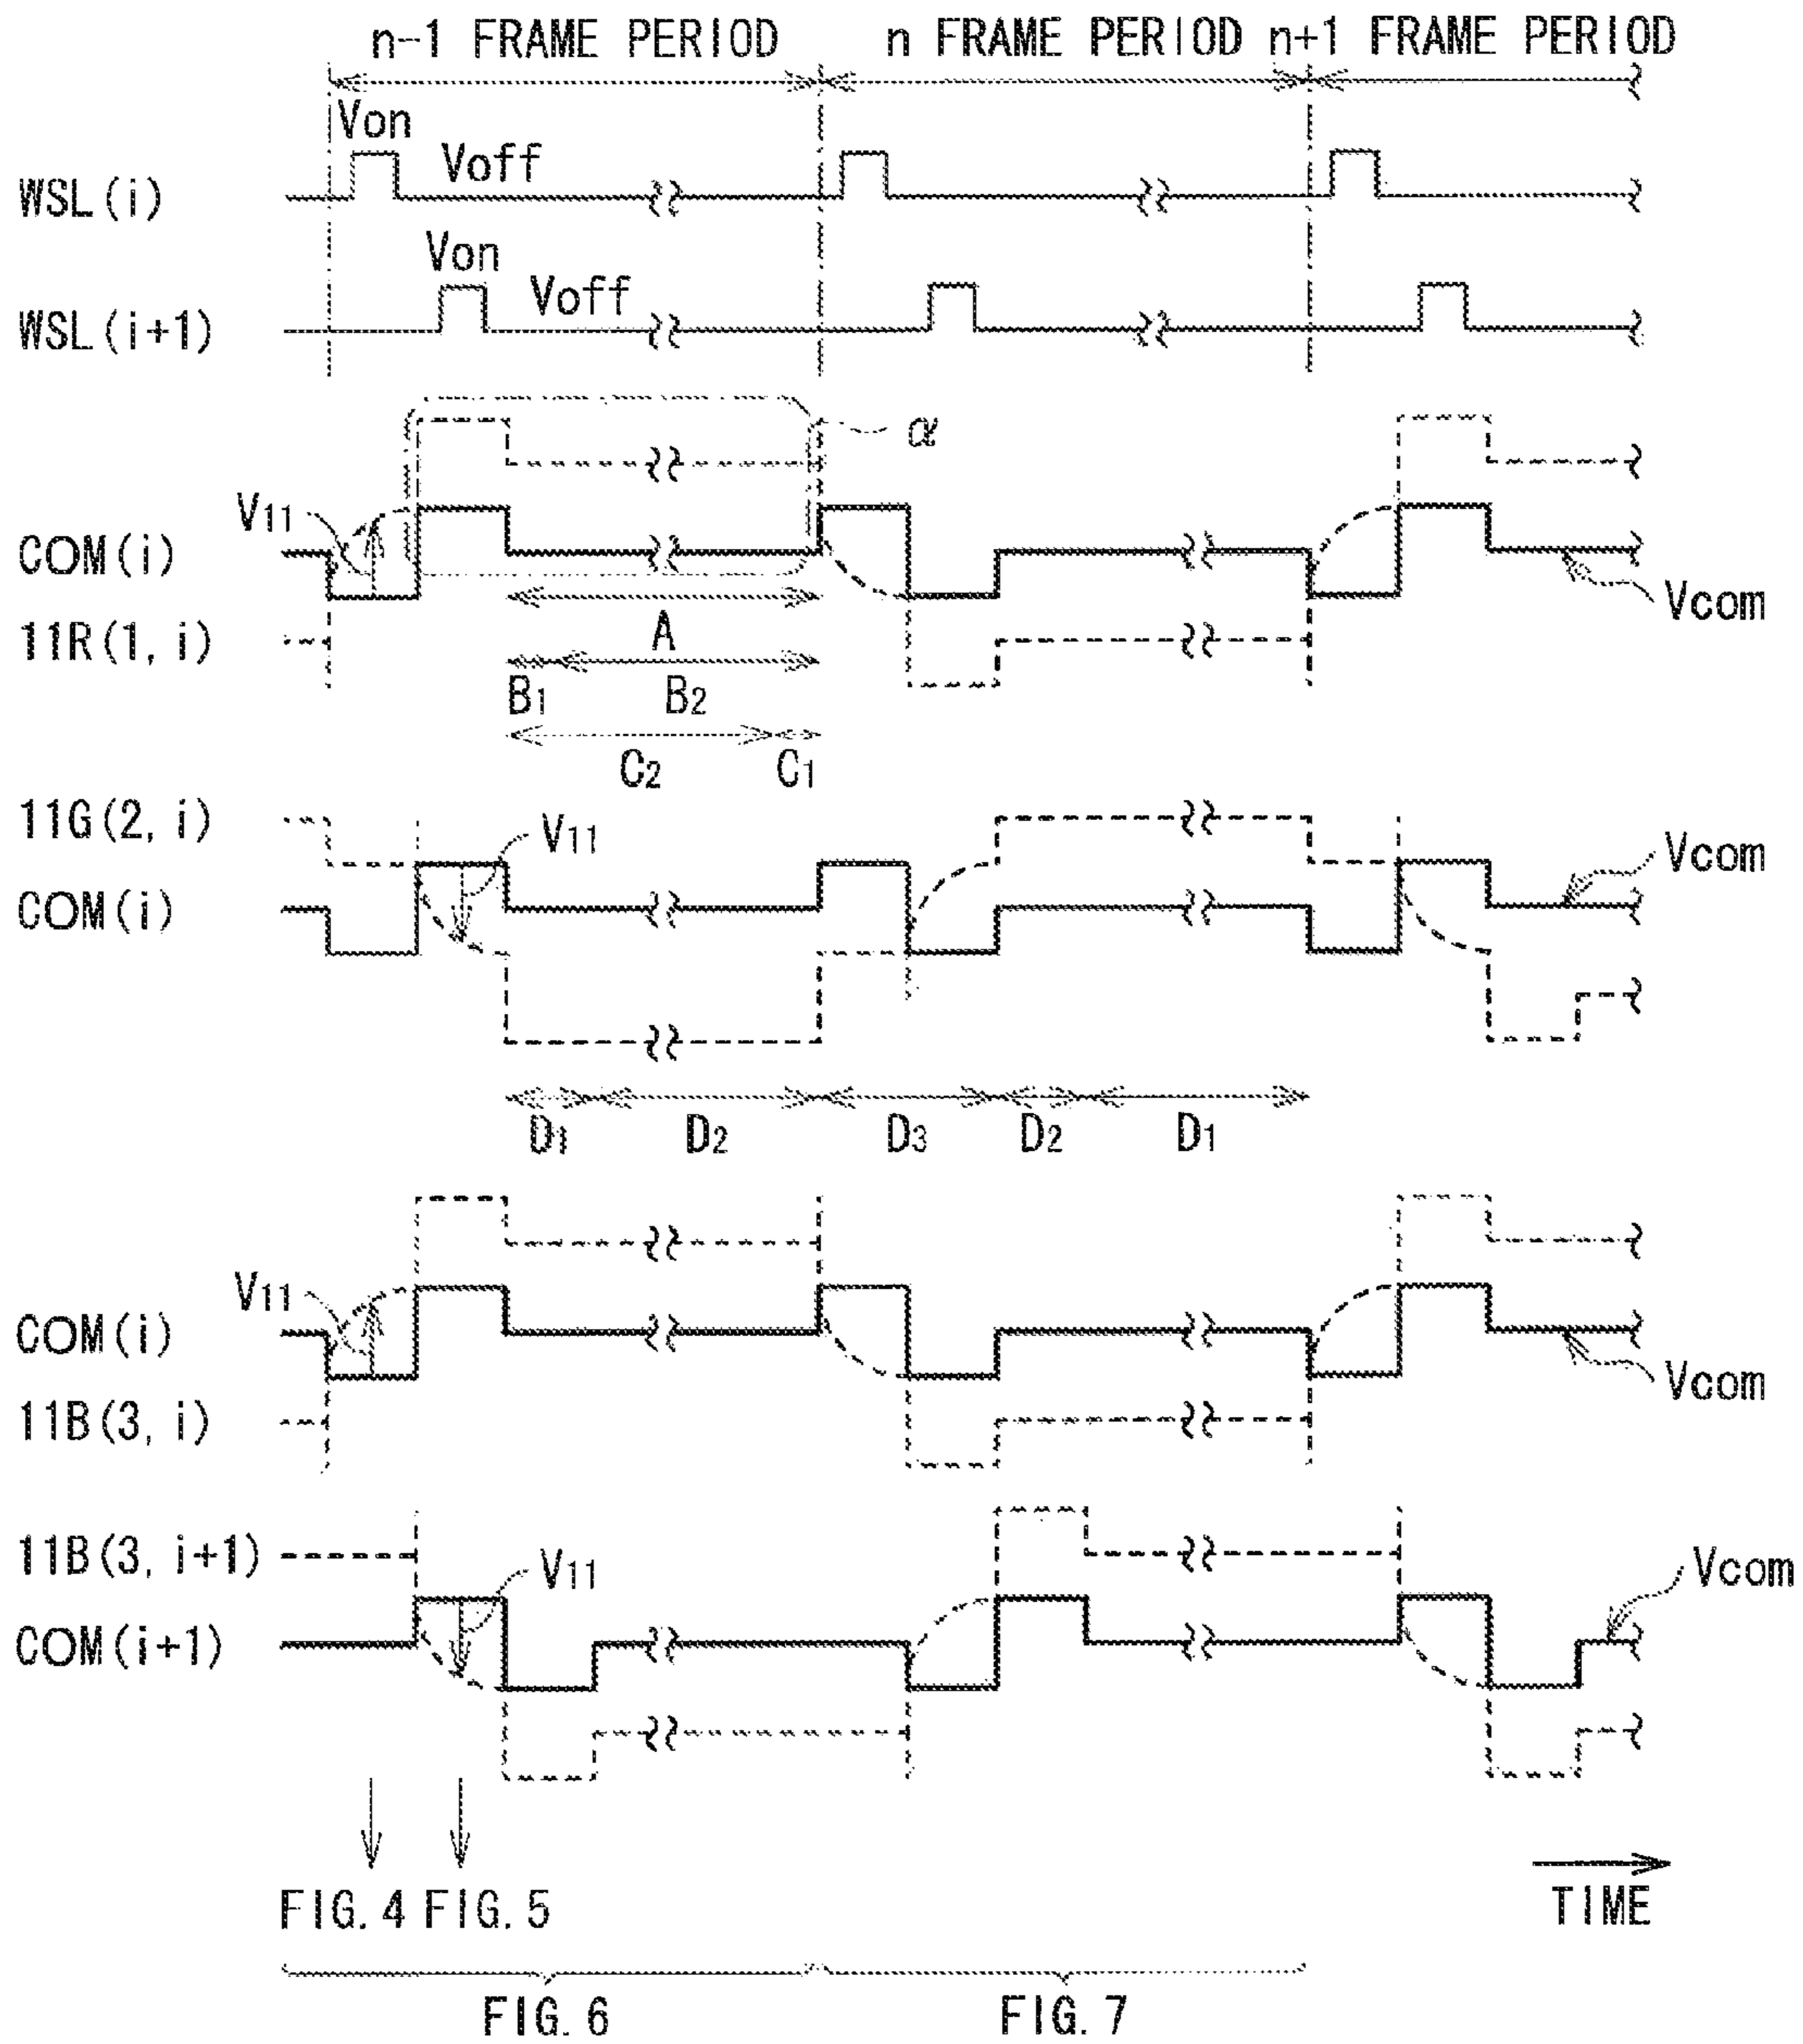 n-1 FRAME PERIOD n FRAME PERIOD n+1 FRAME PERIOD
Von
Voff
WSL(i)
Von
Voff
WSL(i+1)
α
V11
COM(i)
Vcom
11R(1, i)
A
B1 B2
C2 C1
11G(2, i)
V11
Vcom
COM(i)
D1 D2 D3 D2 D1
V11
COM(i)
Vcom
11B(3, i)
11B(3, i+1)
V11
Vcom
COM(i+1)
FIG. 4 FIG. 5
TIME
FIG. 6 FIG. 7